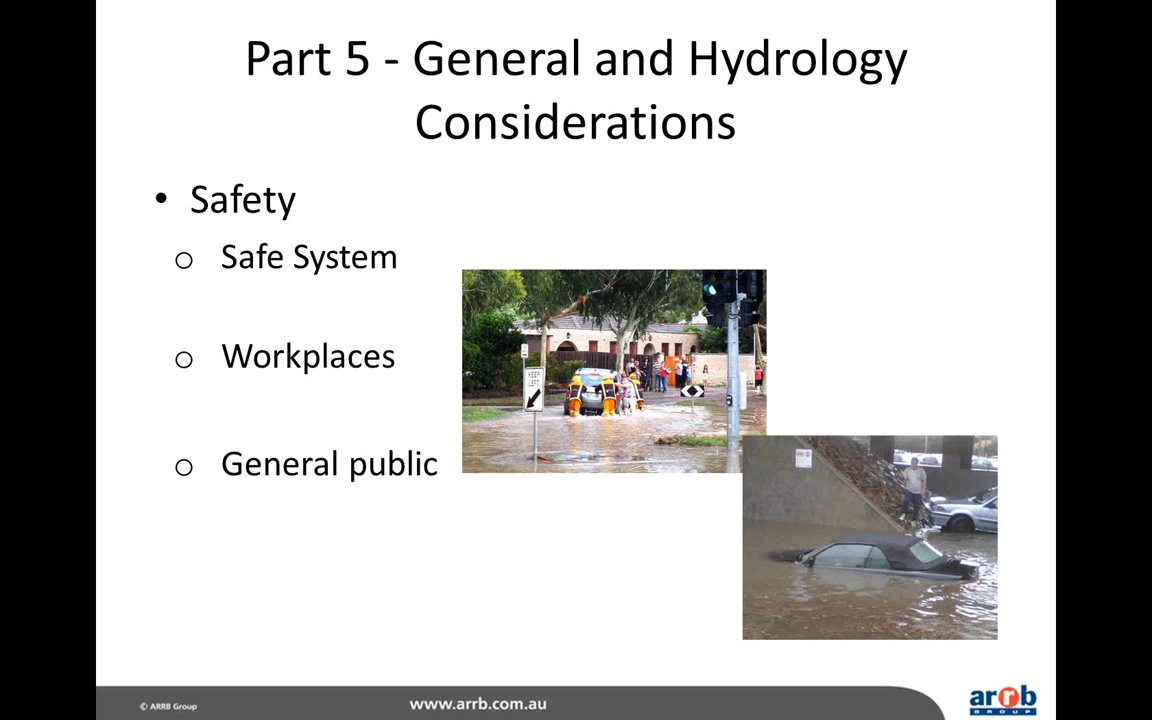 Part 5 - General and Hydrology
Considerations
• Safety
o Safe System
o Workplaces
o General public
KEEP
LEFT
© ARRB Group
www.arrb.com.au
arrb
GROUP